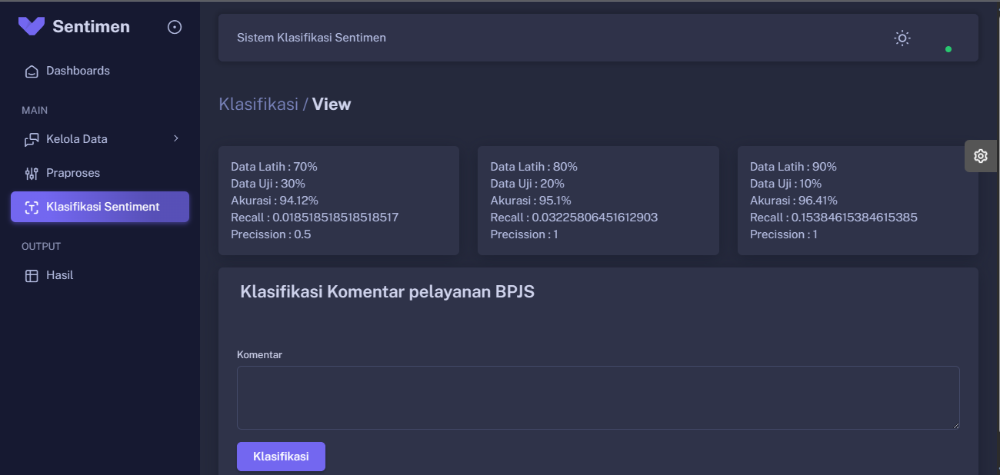 Sentimen
Dashboards
MAIN
Kelola Data
Praproses
Klasifikasi Sentiment
OUTPUT
Hasil
Sistem Klasifikasi Sentimen
Klasifikasi / View
Data Latih : 70%
Data Uji : 30%
Akurasi : 94.12%
Recall : 0.018518518518518517
Precission : 0.5
Data Latih : 80%
Data Uji : 20%
Akurasi : 95.1%
Recall : 0.03225806451612903
Precission : 1
Data Latih : 90%
Data Uji : 10%
Akurasi : 96.41%
Recall : 0.15384615384615385
Precission : 1
Klasifikasi Komentar pelayanan BPJS
Komentar
Klasifikasi